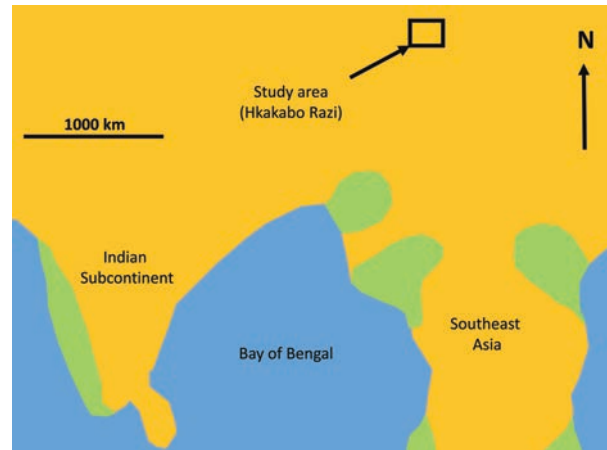 N
Study area
(Hkakabo Razi)
1000 km
Indian
Subcontinent
Bay of Bengal
Southeast
Asia